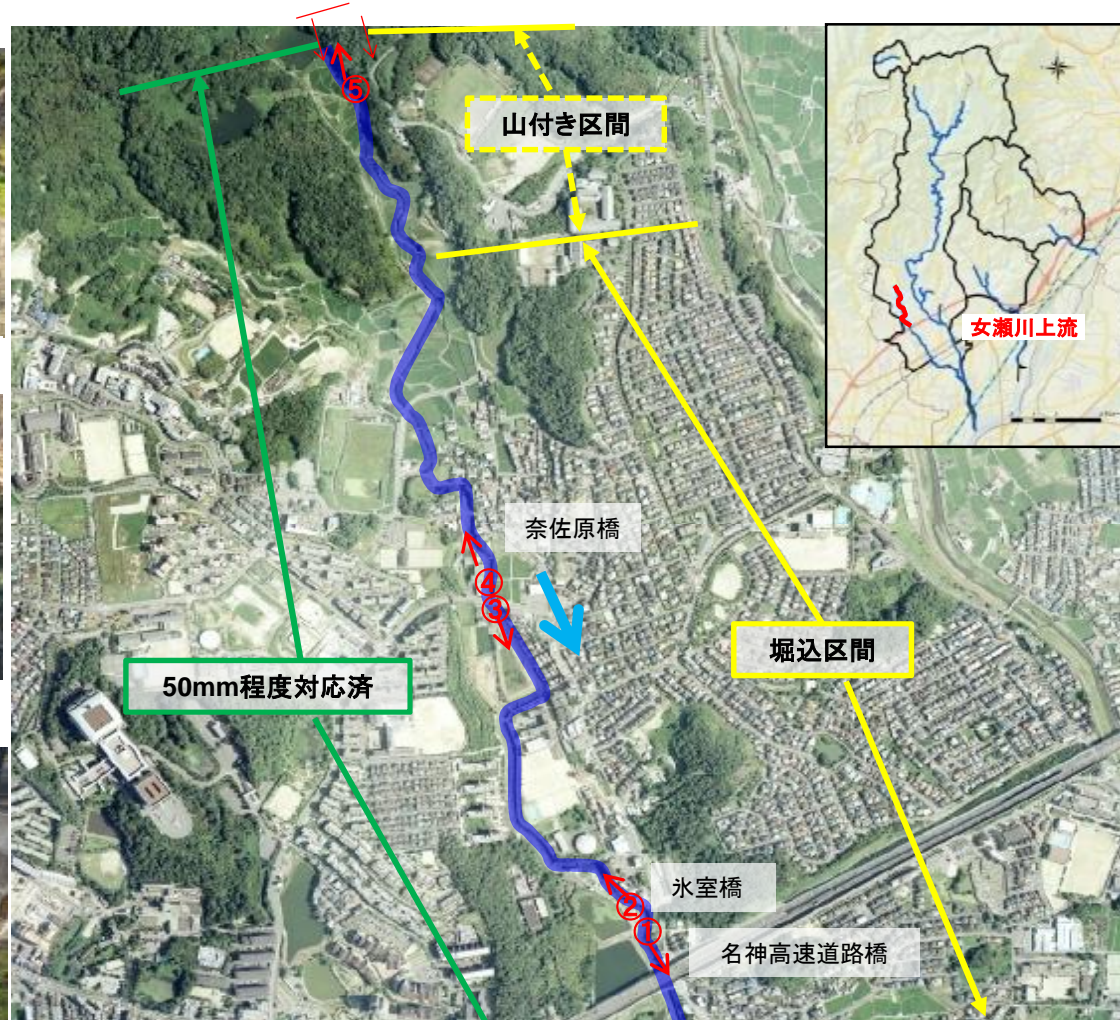 ⑤
山付き区間
女瀬川上流
奈佐原橋
④
③
堀込区間
50mm程度対応済
氷室橋
②
①
名神高速道路橋